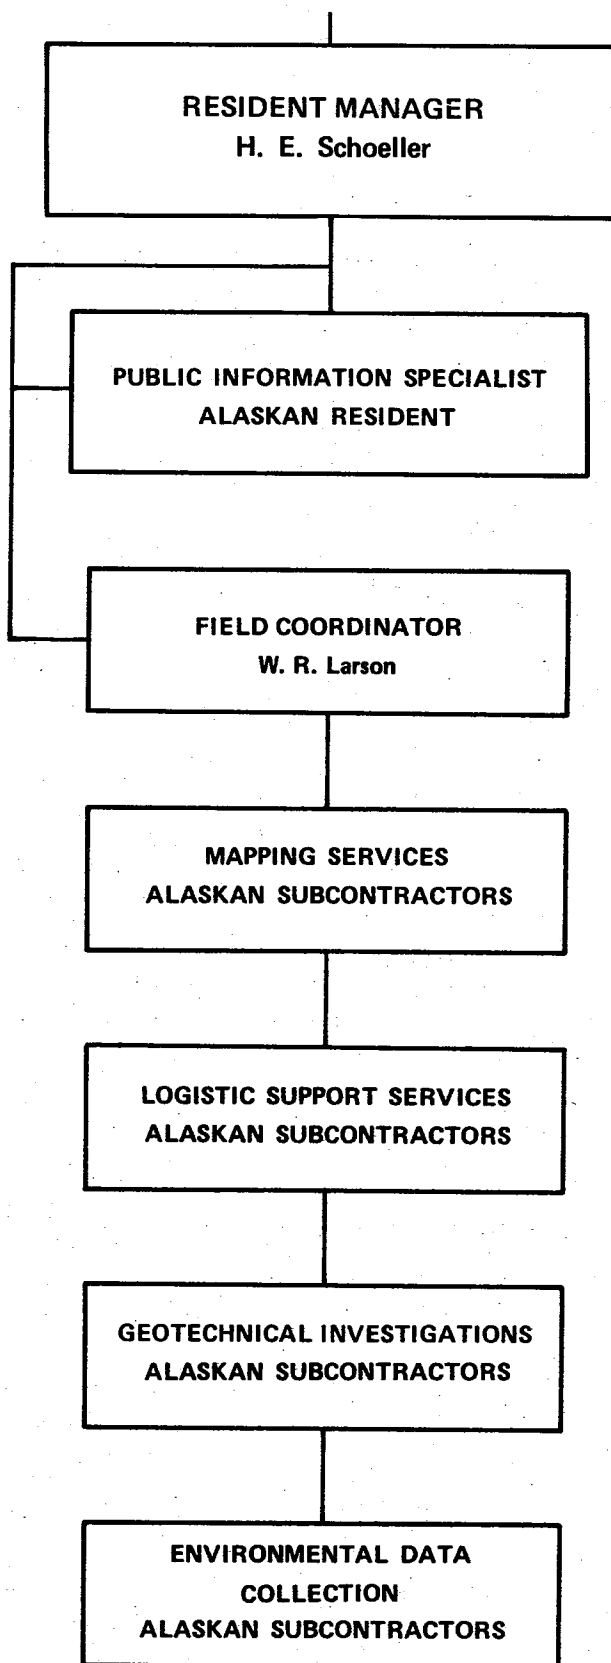 RESIDENT MANAGER
H. E. Schoeller
PUBLIC INFORMATION SPECIALIST
ALASKAN RESIDENT
FIELD COORDINATOR
W. R. Larson
MAPPING SERVICES
ALASKAN SUBCONTRACTORS
LOGISTIC SUPPORT SERVICES
ALASKAN SUBCONTRACTORS
GEOTECHNICAL INVESTIGATIONS
ALASKAN SUBCONTRACTORS
ENVIRONMENTAL DATA
COLLECTION
ALASKAN SUBCONTRACTORS